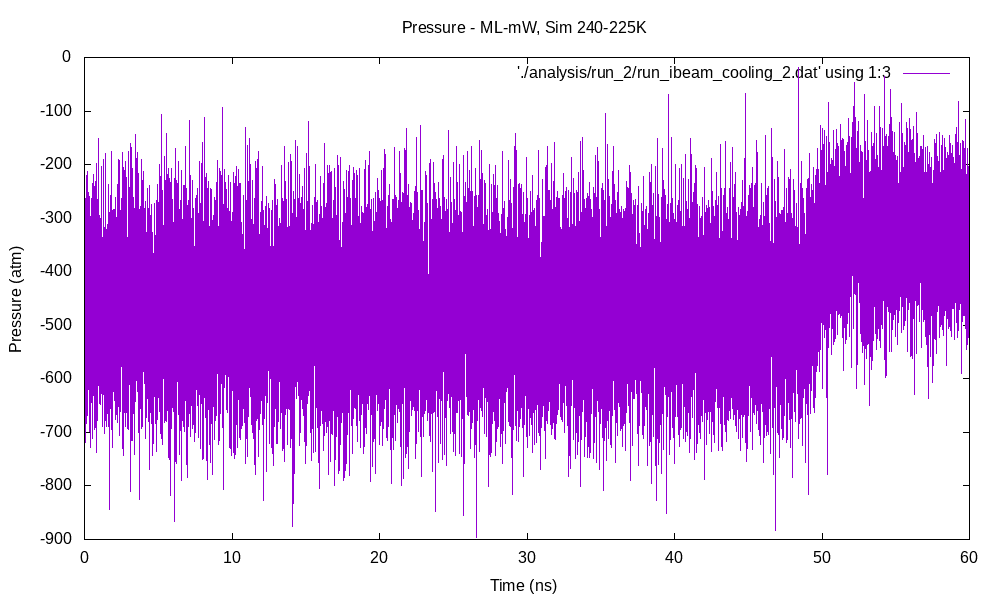 Pressure - ML-mW, Sim 240-225K
'./analysis/run_2/run_ibeam_cooling_2.dat' using 1:3
0
-100
-200
-300
-400
-500
-600
-700
-800
-900
Pressure (atm)
0 10 20 30 40 50 60
Time (ns)